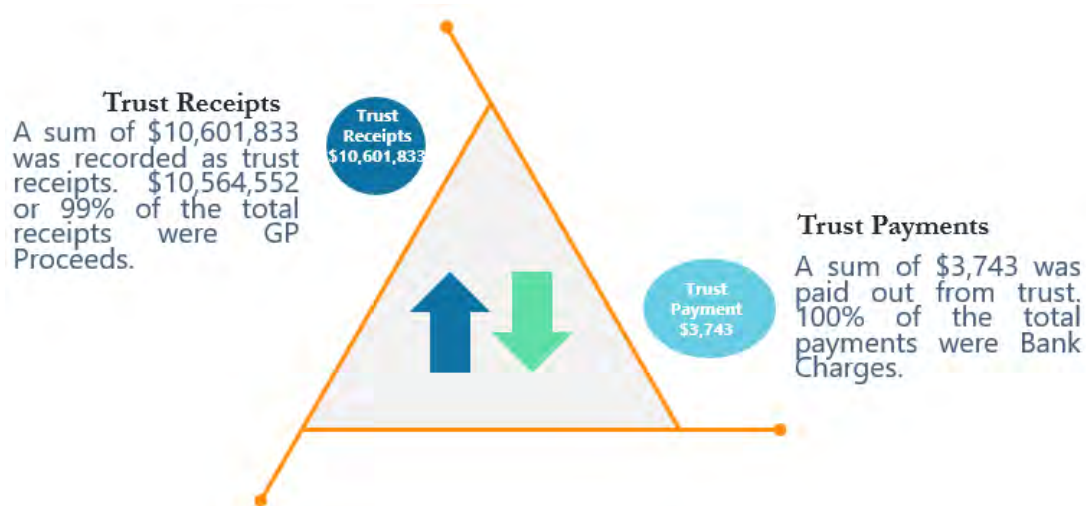 Trust Receipts
A sum of $10,601,833
was recorded as trust
receipts. $10,564,552
or 99% of the total
receipts were GP
Proceeds.
Trust
Receipts
$10,601,833
Trust Payments
A sum of $3,743 was
paid out from trust.
100% of the total
payments were Bank
Charges.
Trust
Payment
$3,743